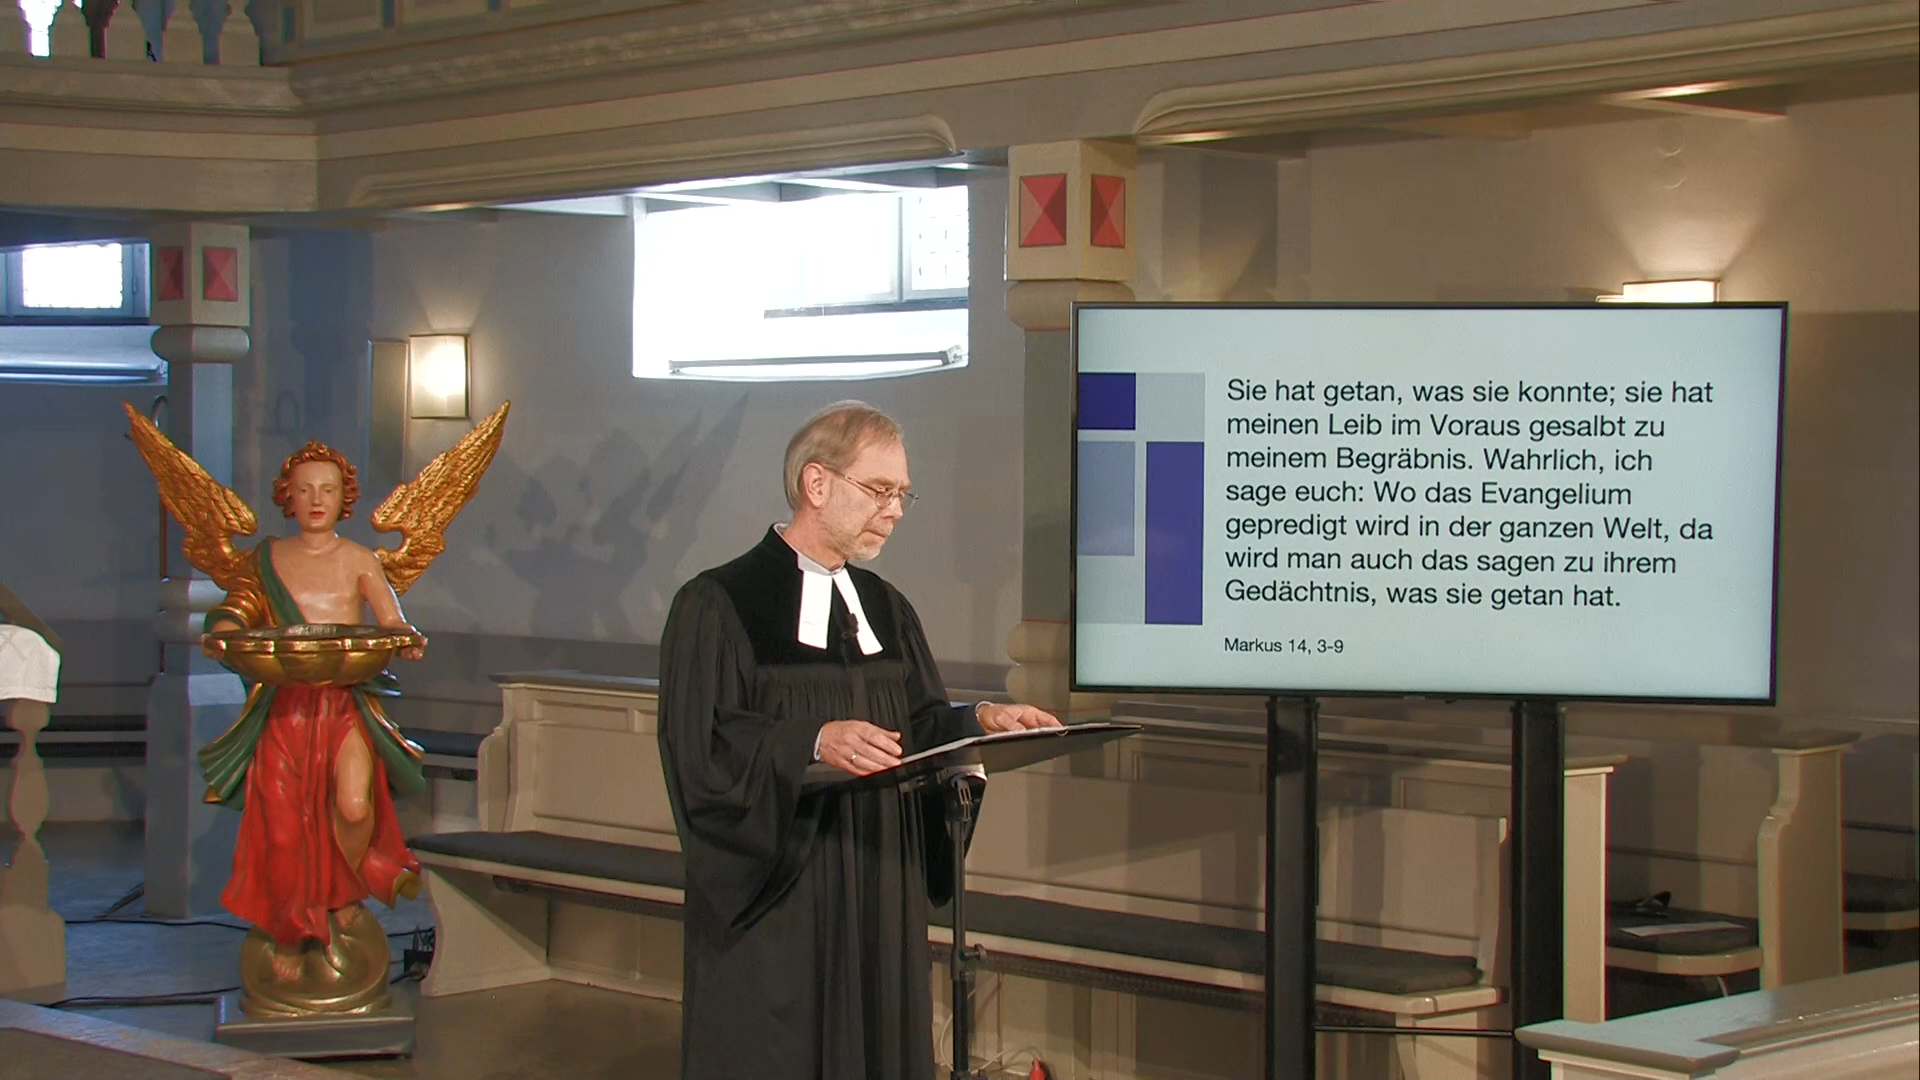 Sie hat getan, was sie konnte; sie hat
meinen Leib im Voraus gesalbt zu
meinem Begräbnis. Wahrlich, ich
sage euch: Wo das Evangelium
gepredigt wird in der ganzen Welt, da
wird man auch das sagen zu ihrem
Gedächtnis, was sie getan hat.
Markus 14, 3-9